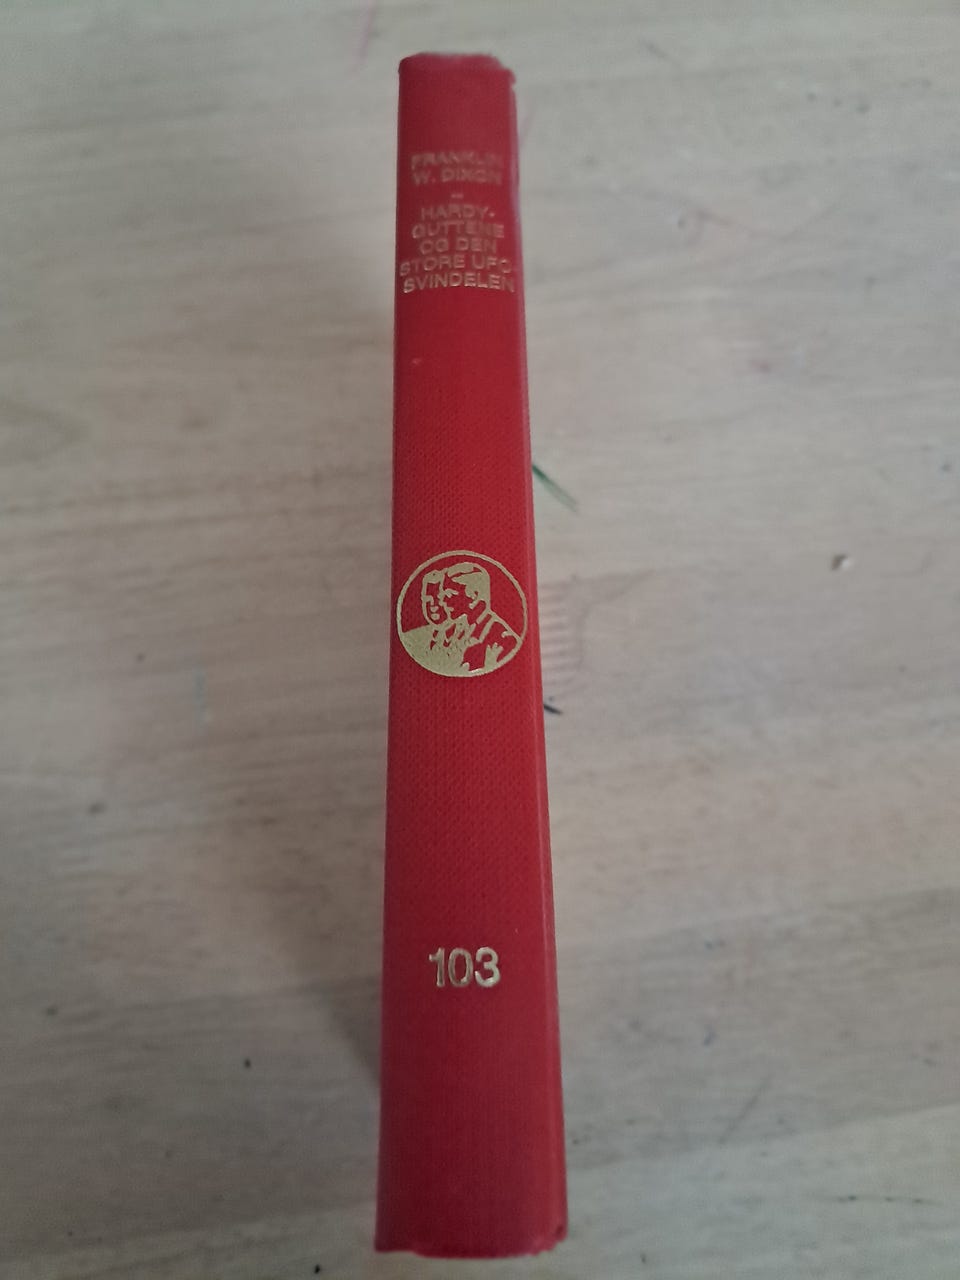 FRANKLIN
W. DIXON
–
HARDY-
GUTTENE
OG DEN
STORE UFO-
SVINDELEN
103